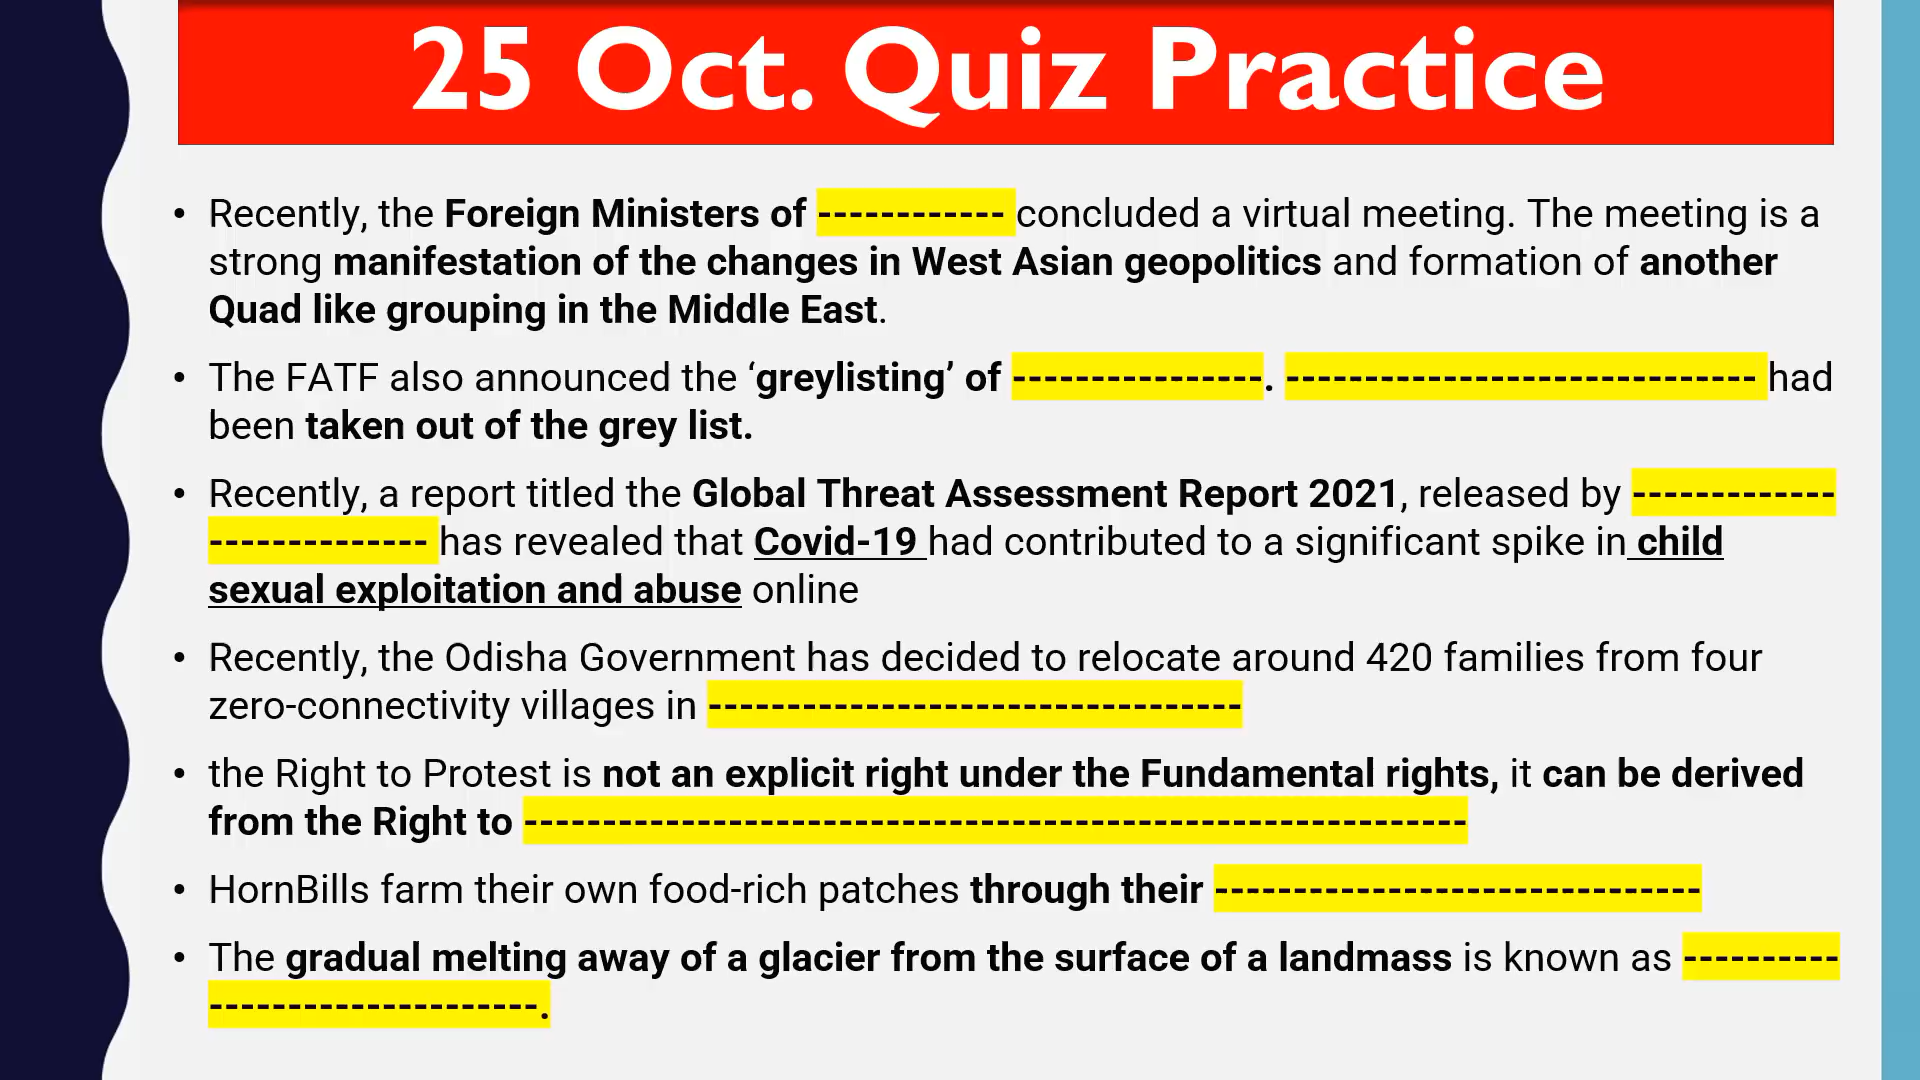 25 Oct. Quiz Practice
• Recently, the Foreign Ministers of ------------ concluded a virtual meeting. The meeting is a
strong manifestation of the changes in West Asian geopolitics and formation of another
Quad like grouping in the Middle East.
• The FATF also announced the ‘greylisting’ of ----------------. ------------------------------ had
been taken out of the grey list.
• Recently, a report titled the Global Threat Assessment Report 2021, released by -------------
-------------- has revealed that Covid-19 had contributed to a significant spike in child
sexual exploitation and abuse online
• Recently, the Odisha Government has decided to relocate around 420 families from four
zero-connectivity villages in ----------------------------------
• the Right to Protest is not an explicit right under the Fundamental rights, it can be derived
from the Right to ------------------------------------------------------------
• HornBills farm their own food-rich patches through their -------------------------------
• The gradual melting away of a glacier from the surface of a landmass is known as ----------
---------------------.